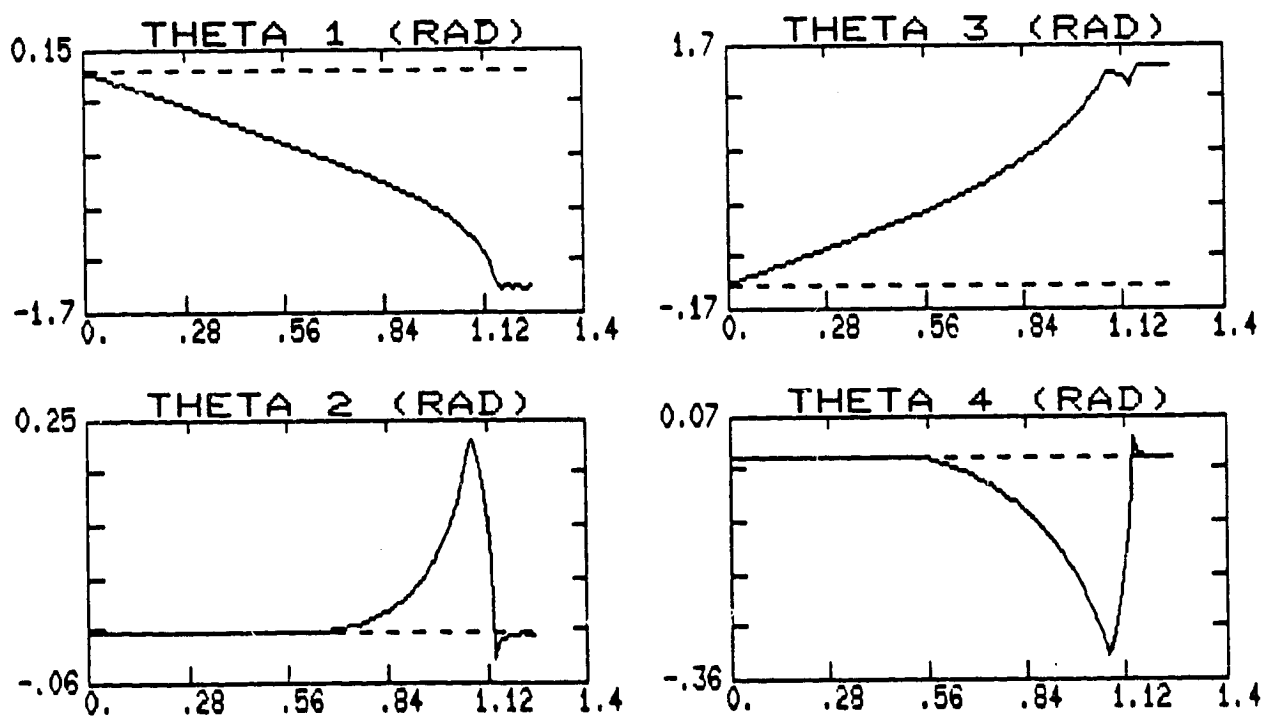 THETA 1 (RAD)
0.15
-1.7
0. .28 .56 .84 1.12 1.4
THETA 3 (RAD)
1.7
-.17
0. .28 .56 .84 1.12 1.4
THETA 2 (RAD)
0.25
-.06
0. .28 .56 .84 1.12 1.4
THETA 4 (RAD)
0.07
-0.36
0. .28 .56 .84 1.12 1.4